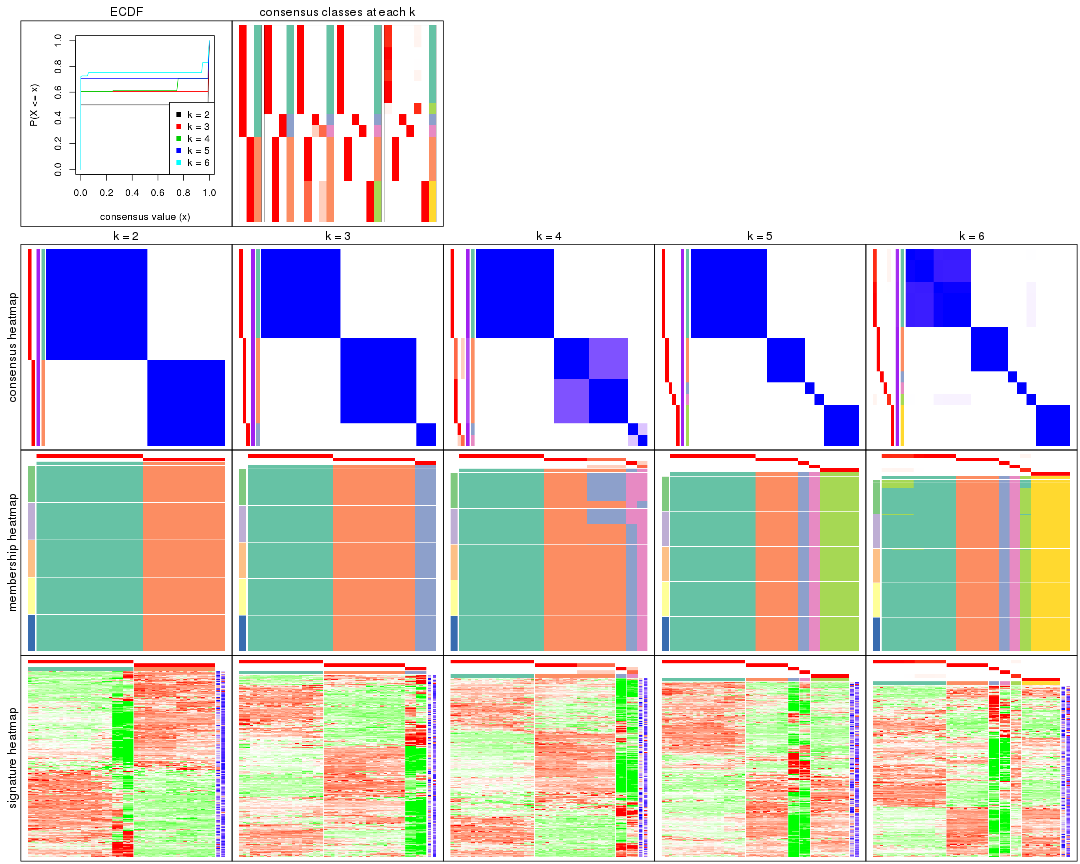 ECDF
consensus classes at each k
P(X <= x)
0.0 0.2 0.4 0.6 0.8 1.0
k = 2
k = 3
k = 4
k = 5
k = 6
0.0 0.2 0.4 0.6 0.8 1.0
consensus value (x)
k = 2
k = 3
k = 4
k = 5
k = 6
consensus heatmap
membership heatmap
signature heatmap